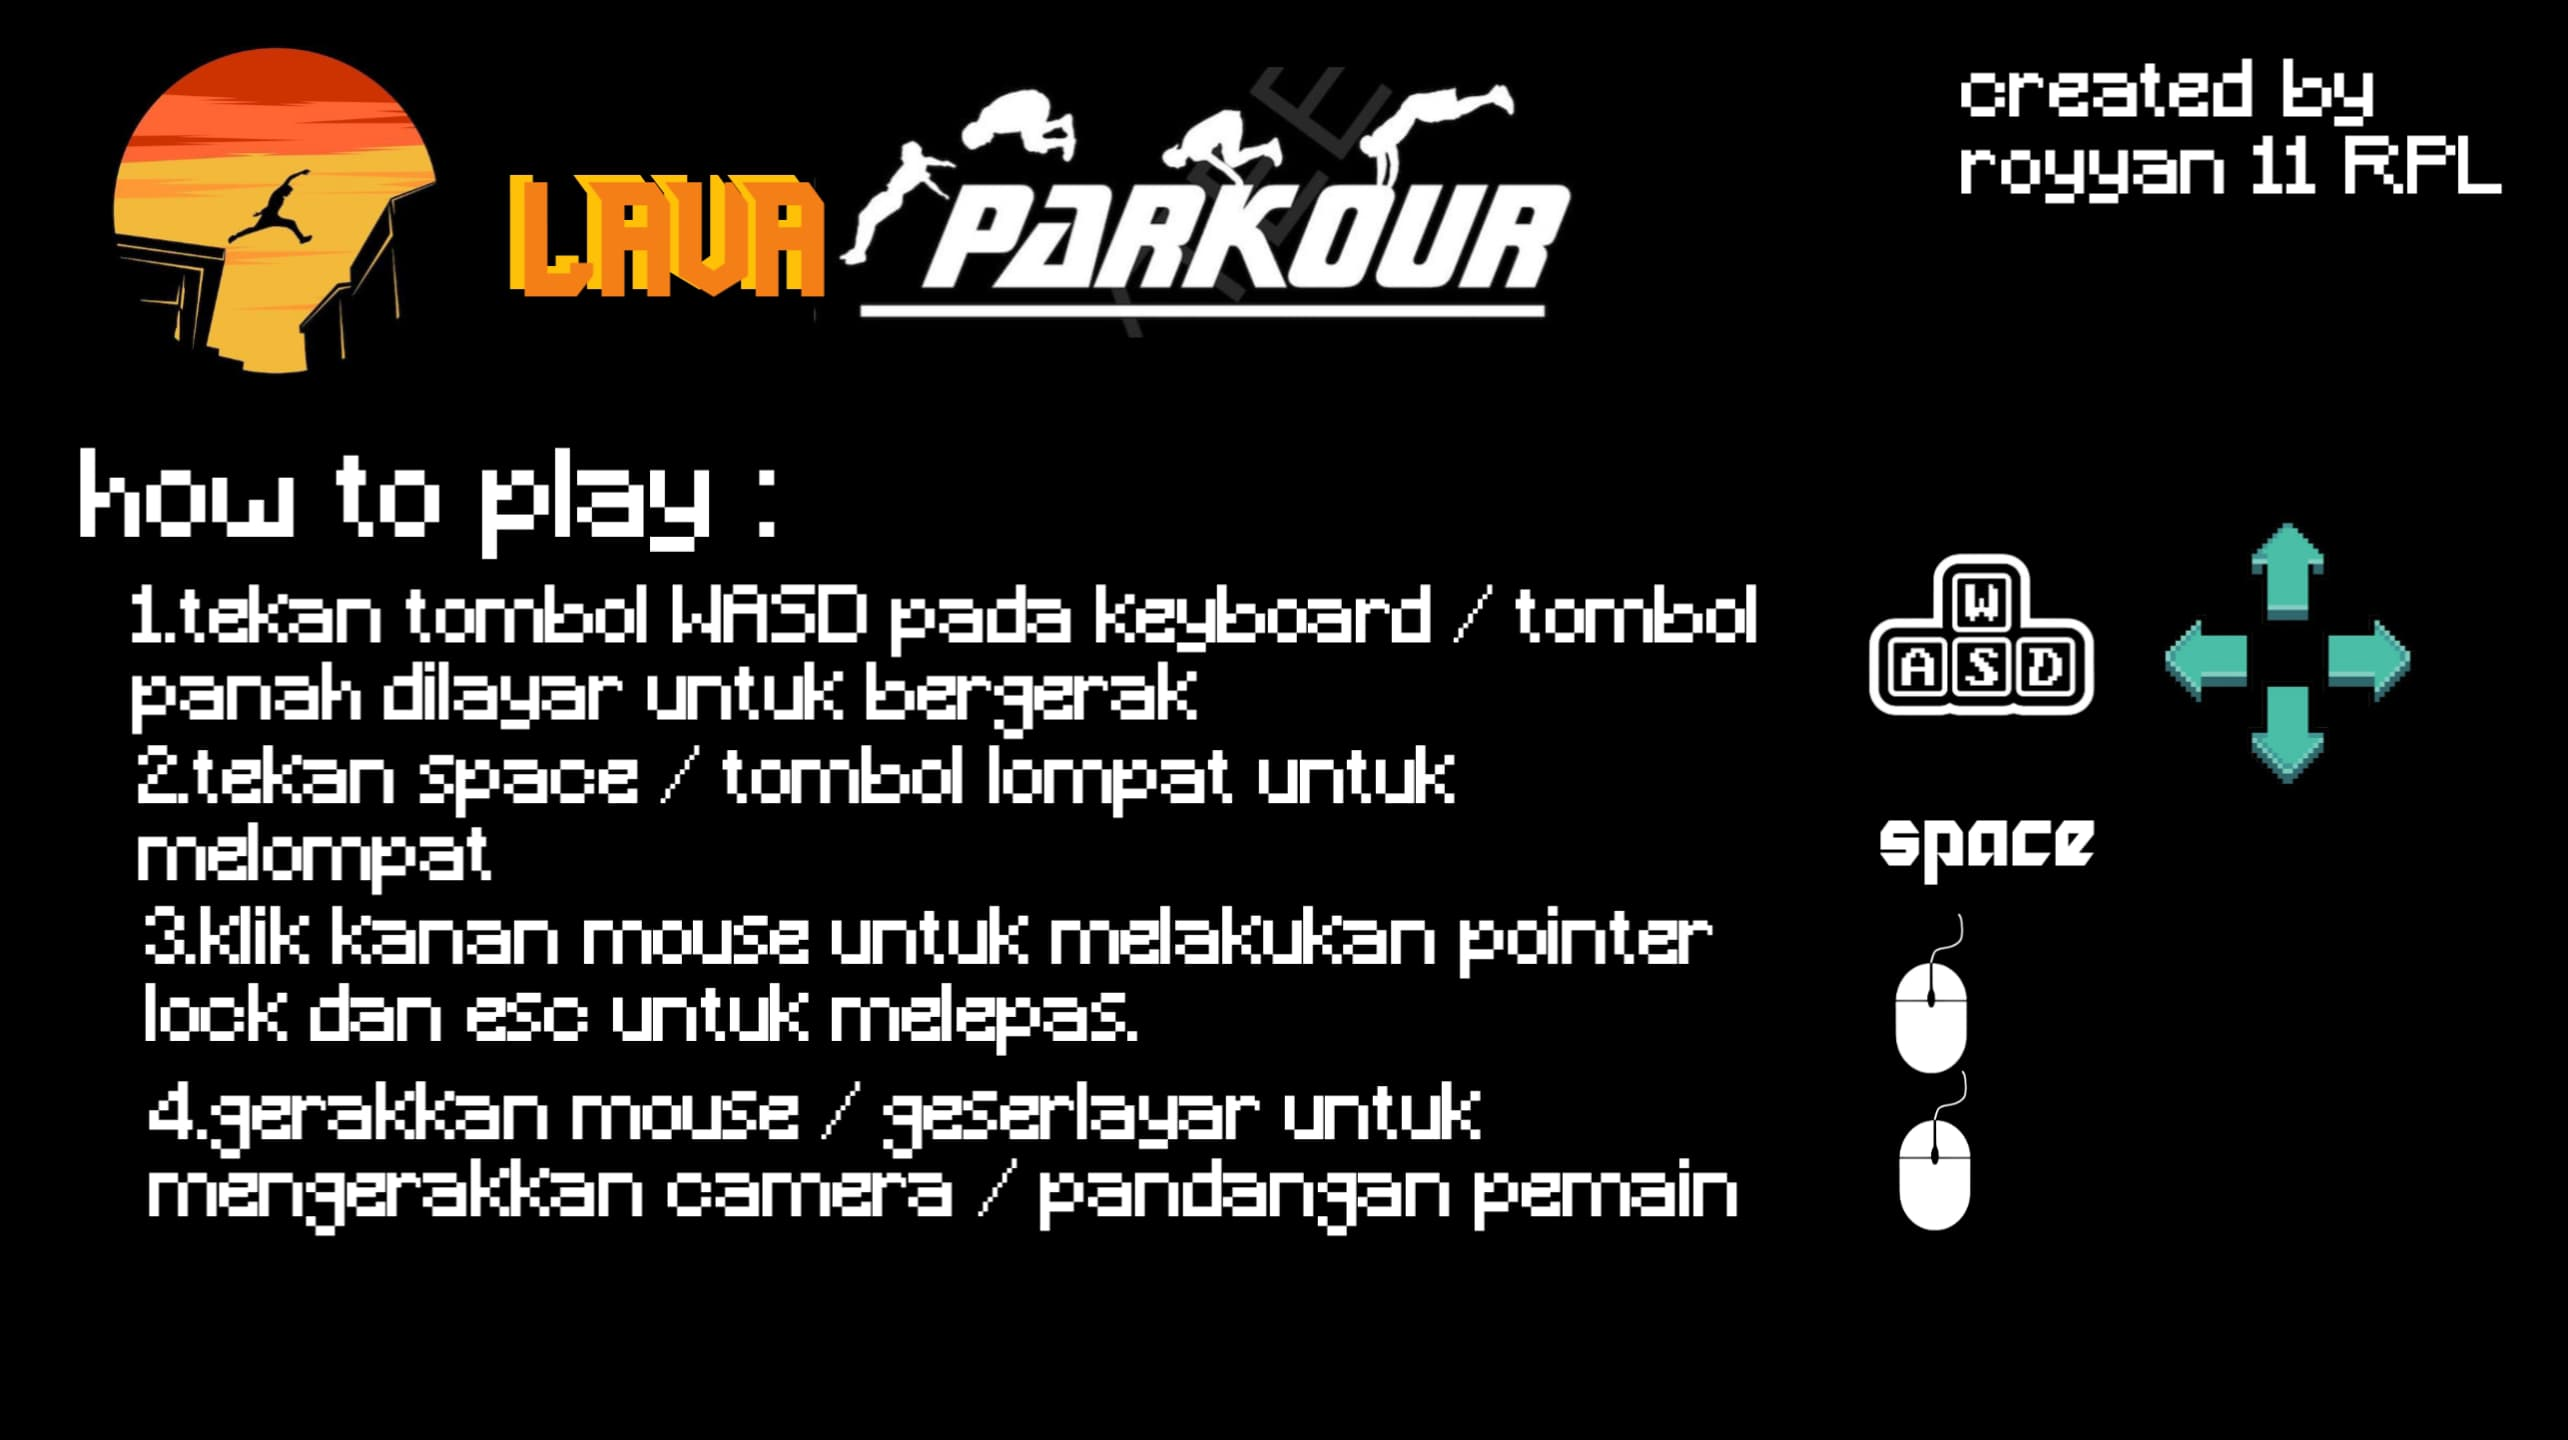 LAVA PARKOUR
created by
royyan 11 RPL
how to play :
1.tekan tombol WASD pada keyboard / tombol
panah dilayar untuk bergerak
2.tekan space / tombol lompat untuk
melompat
3.klik kanan mouse untuk melakukan pointer
lock dan esc untuk melepas.
4.gerakkan mouse / geserlayar untuk
mengerakkan camera / pandangan pemain
W
A S D
space